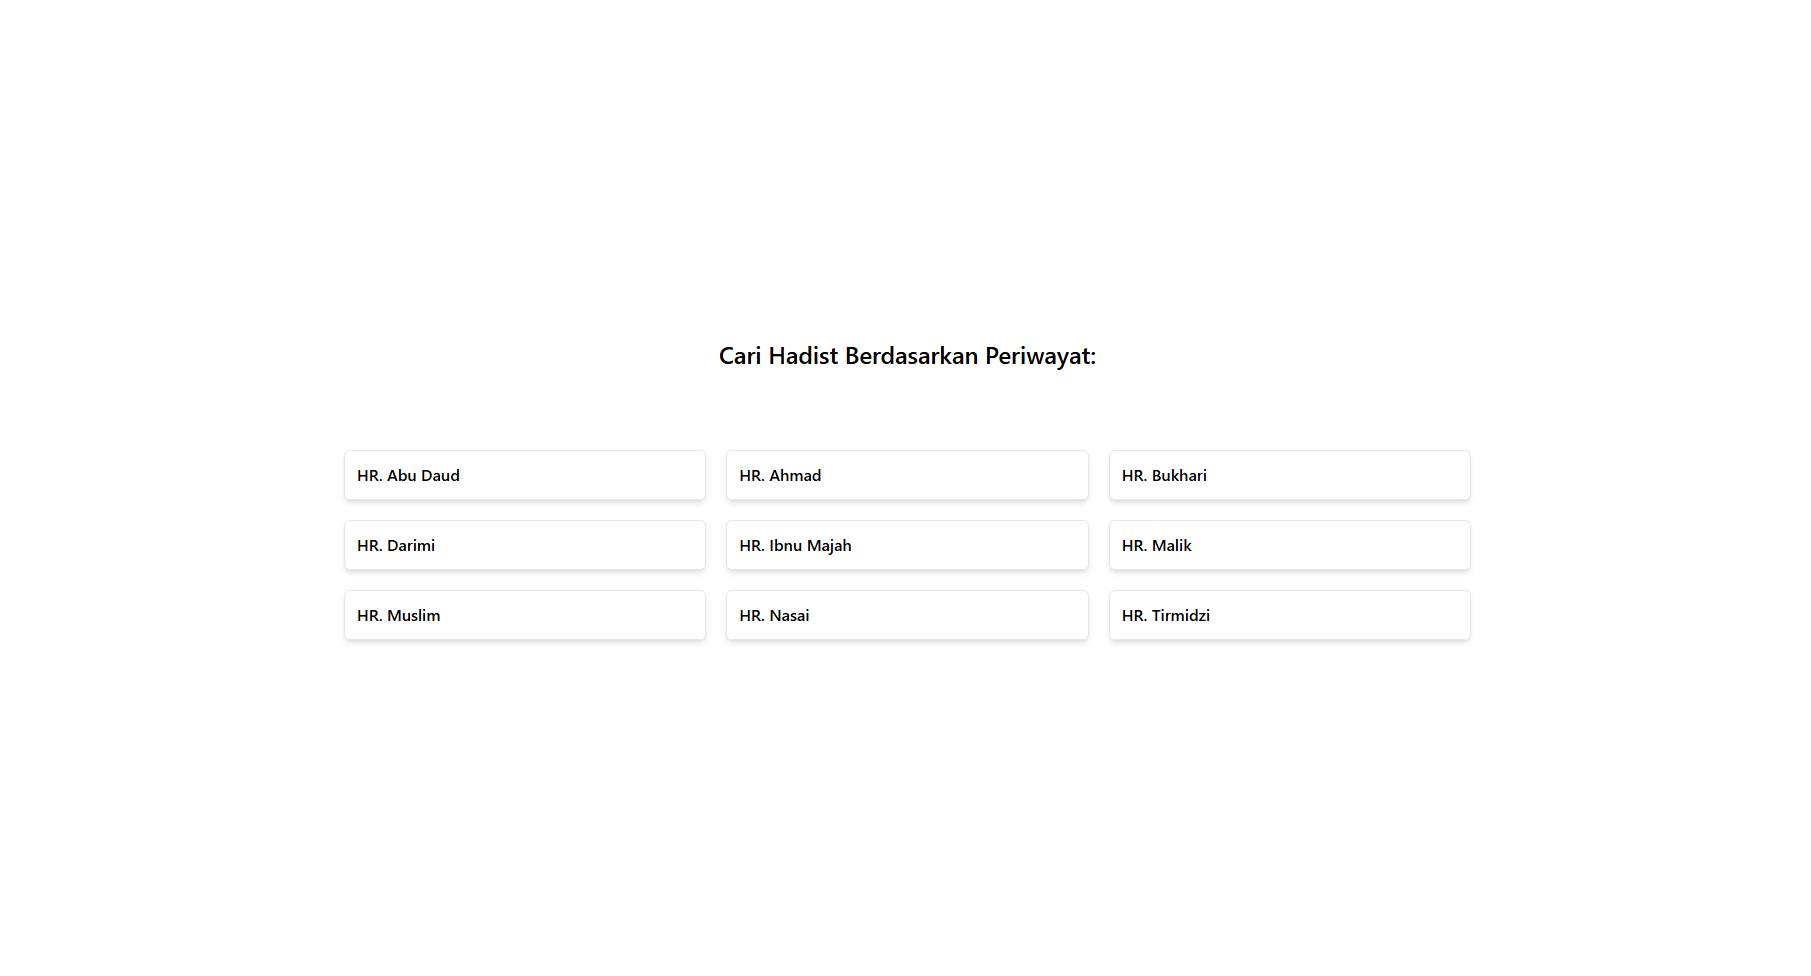 Cari Hadist Berdasarkan Periwayat:
HR. Abu Daud
HR. Ahmad
HR. Bukhari
HR. Darimi
HR. Ibnu Majah
HR. Malik
HR. Muslim
HR. Nasai
HR. Tirmidzi